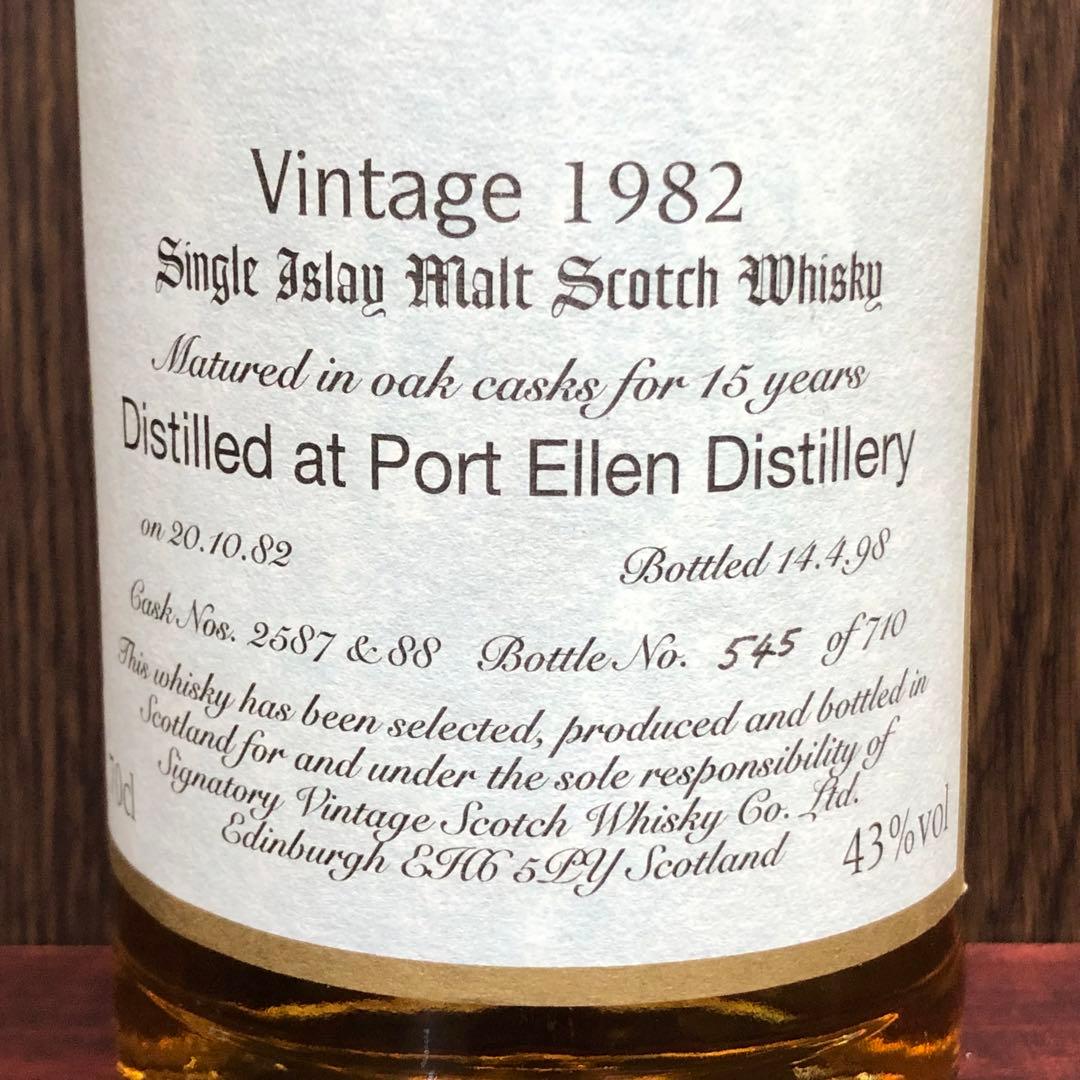 Vintage 1982
Single Islay Malt Scotch Whisky
Matured in oak casks for 15 years
Distilled at Port Ellen Distillery
on 20.10.82 Bottled 14.4.98
Cask Nos. 2587 & 88 Bottle No. 545 of 710
This whisky has been selected, produced and bottled in
Scotland for and under the sole responsibility of
Signatory Vintage Scotch Whisky Co. Ltd.
Edinburgh EH6 5PY Scotland
70cl 43%vol